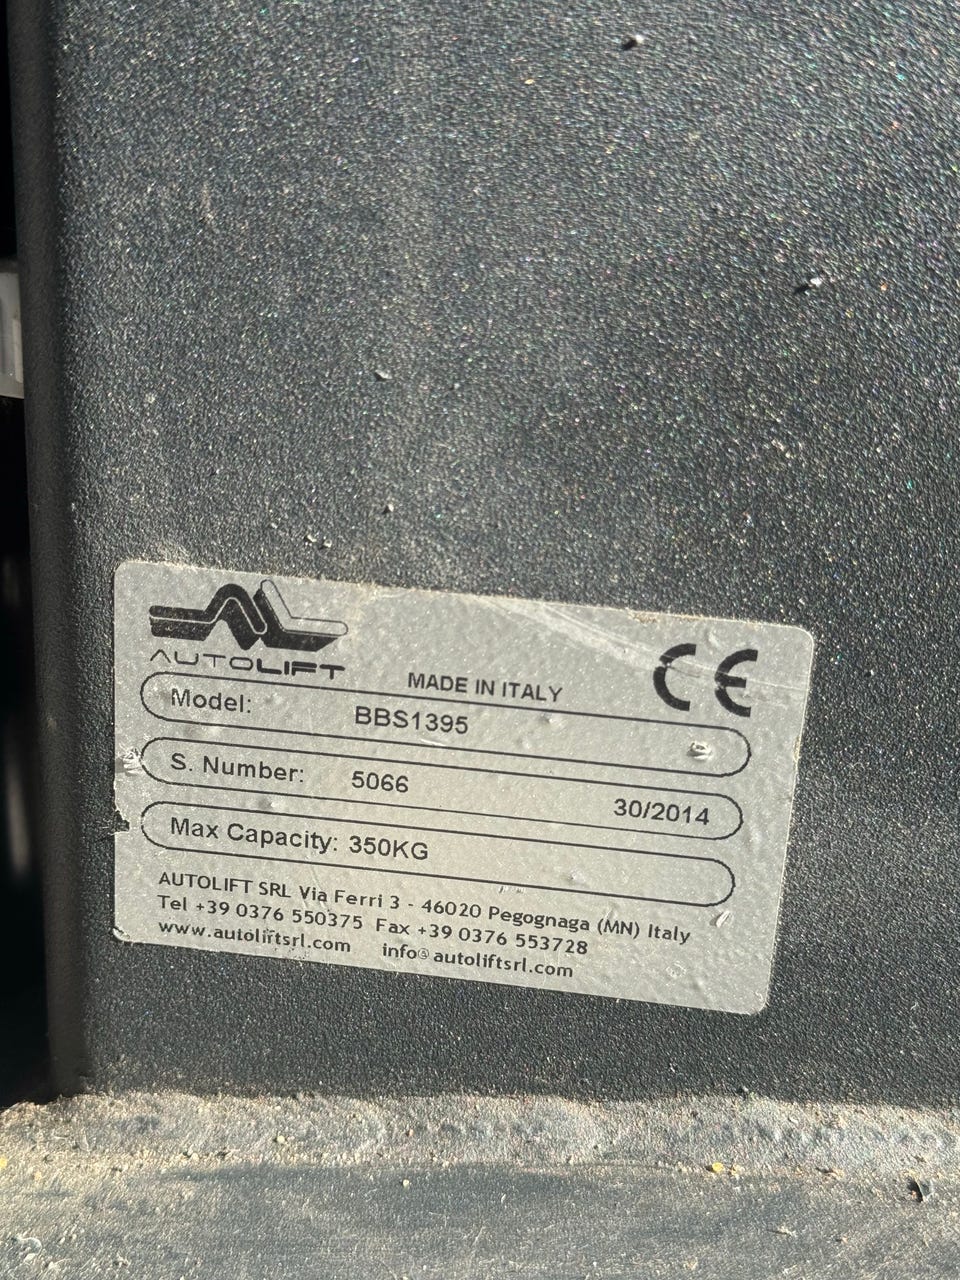 AUTOLIFT
MADE IN ITALY
CE
Model: BBS1395
S. Number: 5066 30/2014
Max Capacity: 350KG
AUTOLIFT SRL Via Ferri 3 - 46020 Pegognaga (MN) Italy
Tel +39 0376 550375 Fax +39 0376 553728
www.autoliftsrl.com info@autoliftsrl.com